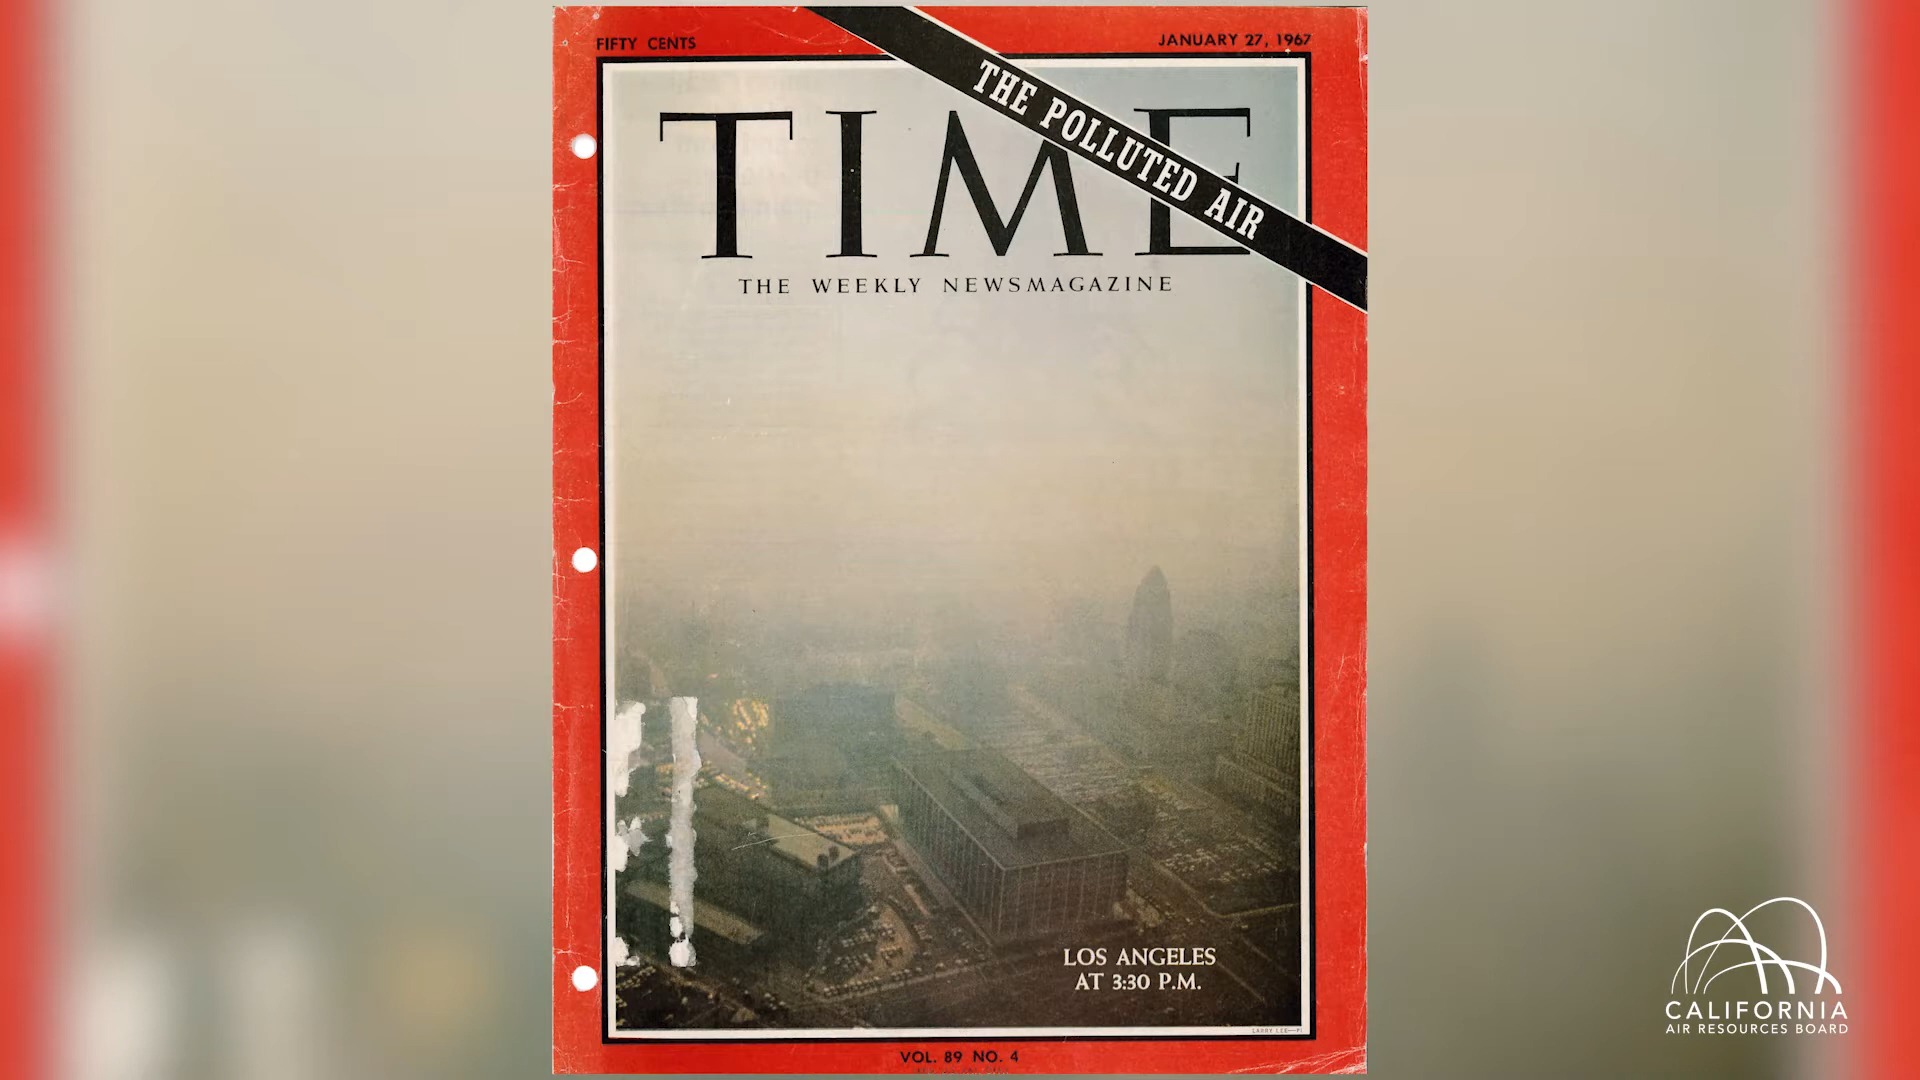 FIFTY CENTS
JANUARY 27, 1967
THE POLLUTED AIR
TIME
THE WEEKLY NEWSMAGAZINE
LOS ANGELES
AT 3:30 P.M.
VOL. 89 NO. 4
CALIFORNIA
AIR RESOURCES BOARD